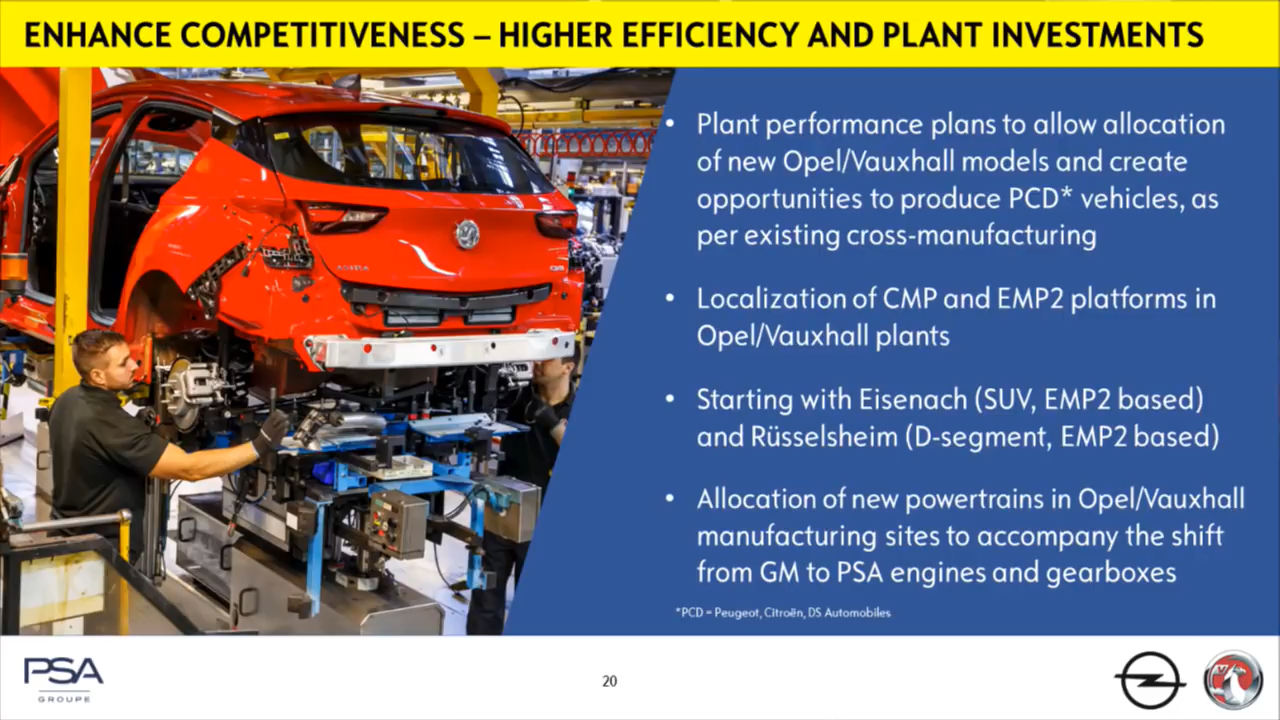 ENHANCE COMPETITIVENESS – HIGHER EFFICIENCY AND PLANT INVESTMENTS
• Plant performance plans to allow allocation
of new Opel/Vauxhall models and create
opportunities to produce PCD* vehicles, as
per existing cross-manufacturing
• Localization of CMP and EMP2 platforms in
Opel/Vauxhall plants
• Starting with Eisenach (SUV, EMP2 based)
and Rüsselsheim (D-segment, EMP2 based)
• Allocation of new powertrains in Opel/Vauxhall
manufacturing sites to accompany the shift
from GM to PSA engines and gearboxes
*PCD = Peugeot, Citroën, DS Automobiles
PSA
GROUPE
20